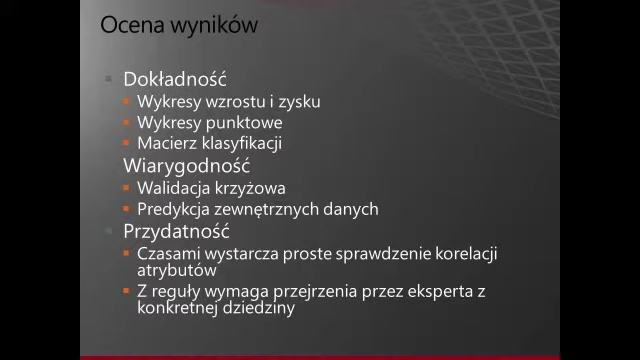 Ocena wyników
Dokładność
Wykresy wzrostu i zysku
Wykresy punktowe
Macierz klasyfikacji
Wiarygodność
Walidacja krzyżowa
Predykcja zewnętrznych danych
Przydatność
Czasami wystarcza proste sprawdzenie korelacji
atrybutów
Z reguły wymaga przejrzenia przez eksperta z
konkretnej dziedziny